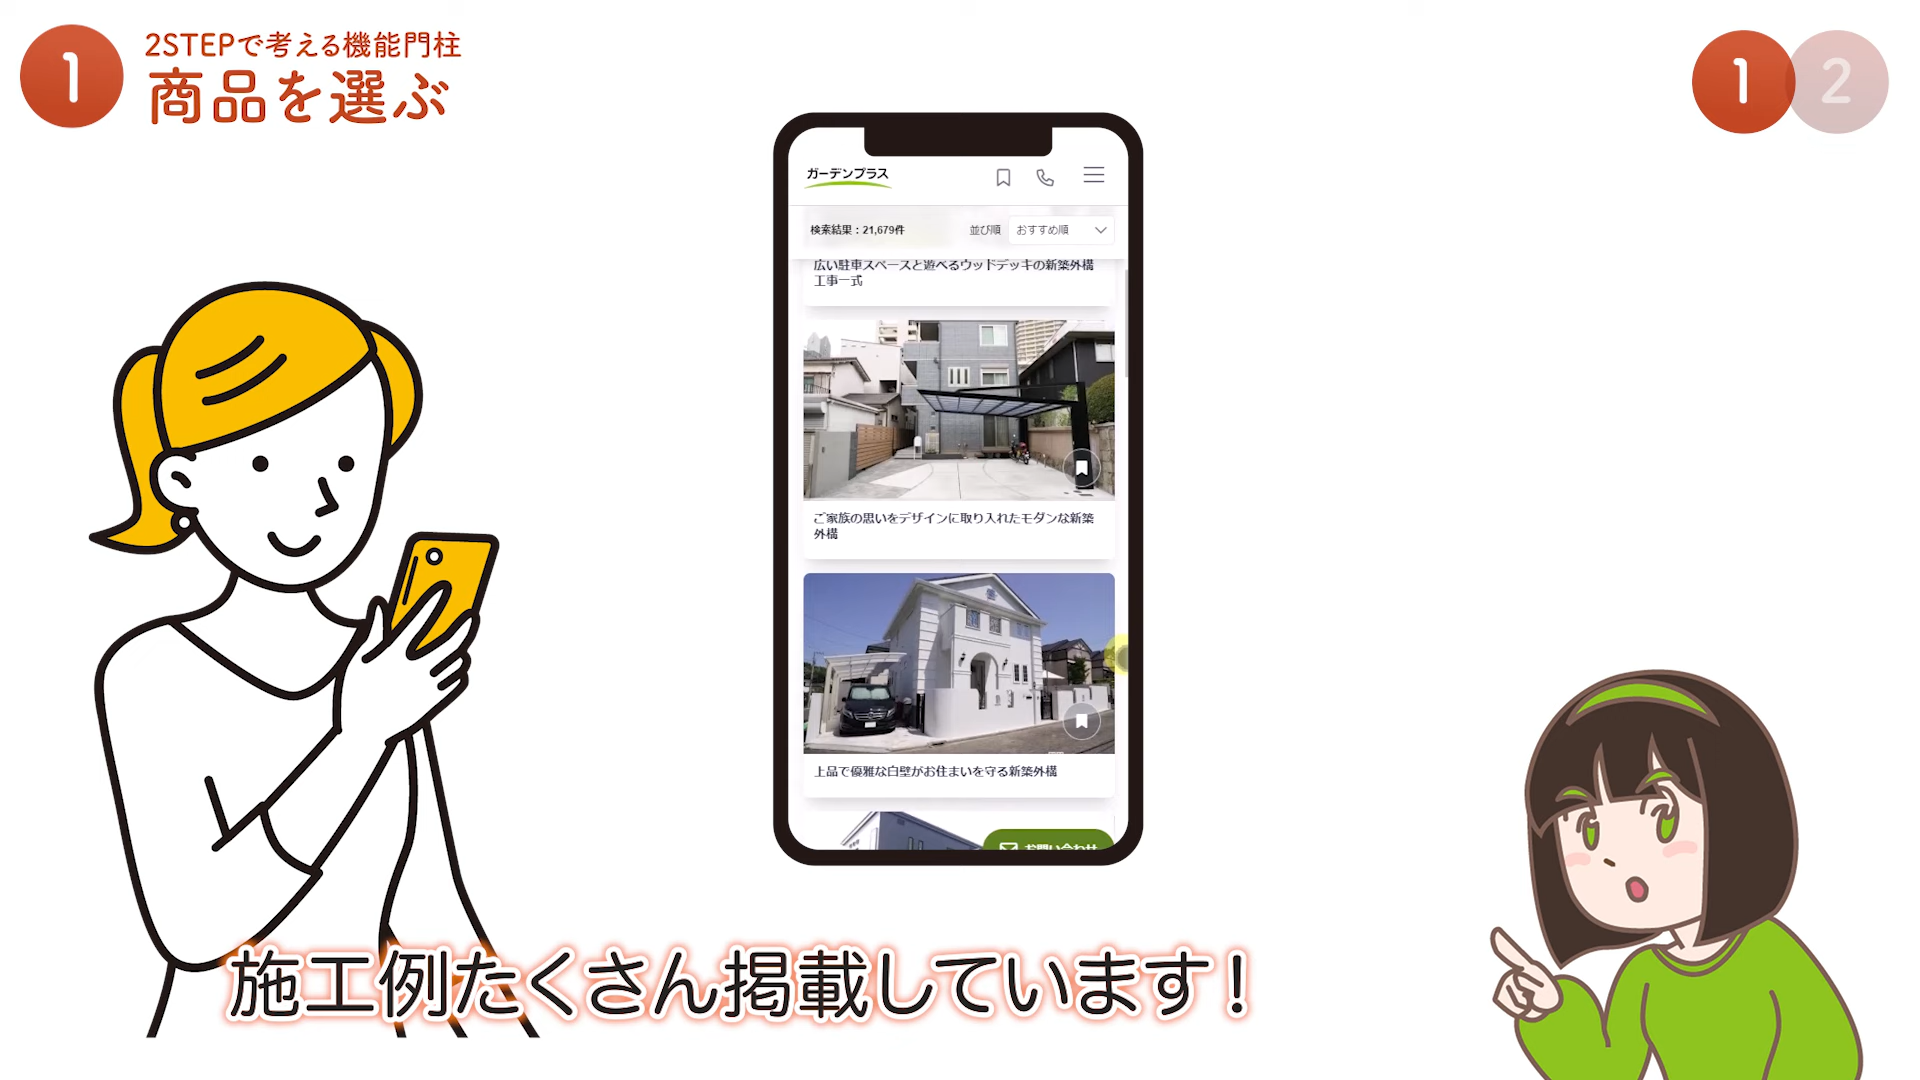 1
2STEPで考える機能門柱
商品を選ぶ
1 2
ガーデンプラス
検索結果：21,679件 並び順 おすすめ順
広い駐車スペースと遊べるウッドデッキの新築外構
工事一式
ご家族の思いをデザインに取り入れたモダンな新築
外構
上品で優雅な白壁がお住まいを守る新築外構
お問い合わせ
施工例たくさん掲載しています！